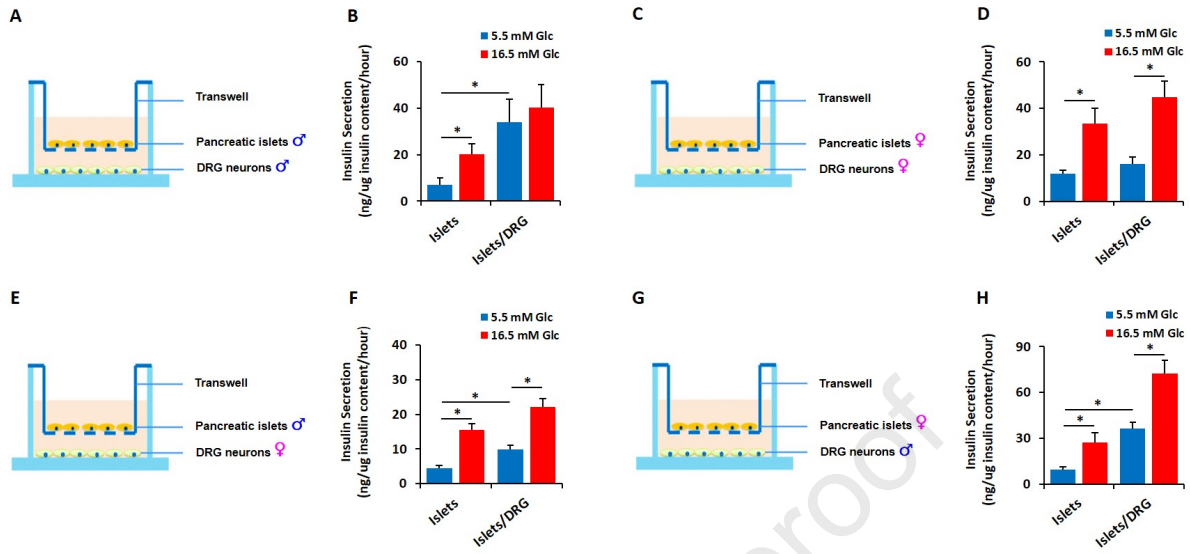 A
Transwell
Pancreatic islets ♂
DRG neurons ♂
B
5.5 mM Glc
16.5 mM Glc
Insulin Secretion
(ng/ug insulin content/hour)
60
40
20
0
*
*
Islets
Islets/DRG
C
Transwell
Pancreatic islets ♀
DRG neurons ♀
D
5.5 mM Glc
16.5 mM Glc
Insulin Secretion
(ng/ug insulin content/hour)
60
40
20
0
*
*
Islets
Islets/DRG
E
Transwell
Pancreatic islets ♂
DRG neurons ♀
F
5.5 mM Glc
16.5 mM Glc
Insulin Secretion
(ng/ug insulin content/hour)
40
30
20
10
0
*
*
*
Islets
Islets/DRG
G
Transwell
Pancreatic islets ♀
DRG neurons ♂
H
5.5 mM Glc
16.5 mM Glc
Insulin Secretion
(ng/ug insulin content/hour)
90
60
30
0
*
*
*
Islets
Islets/DRG
proof